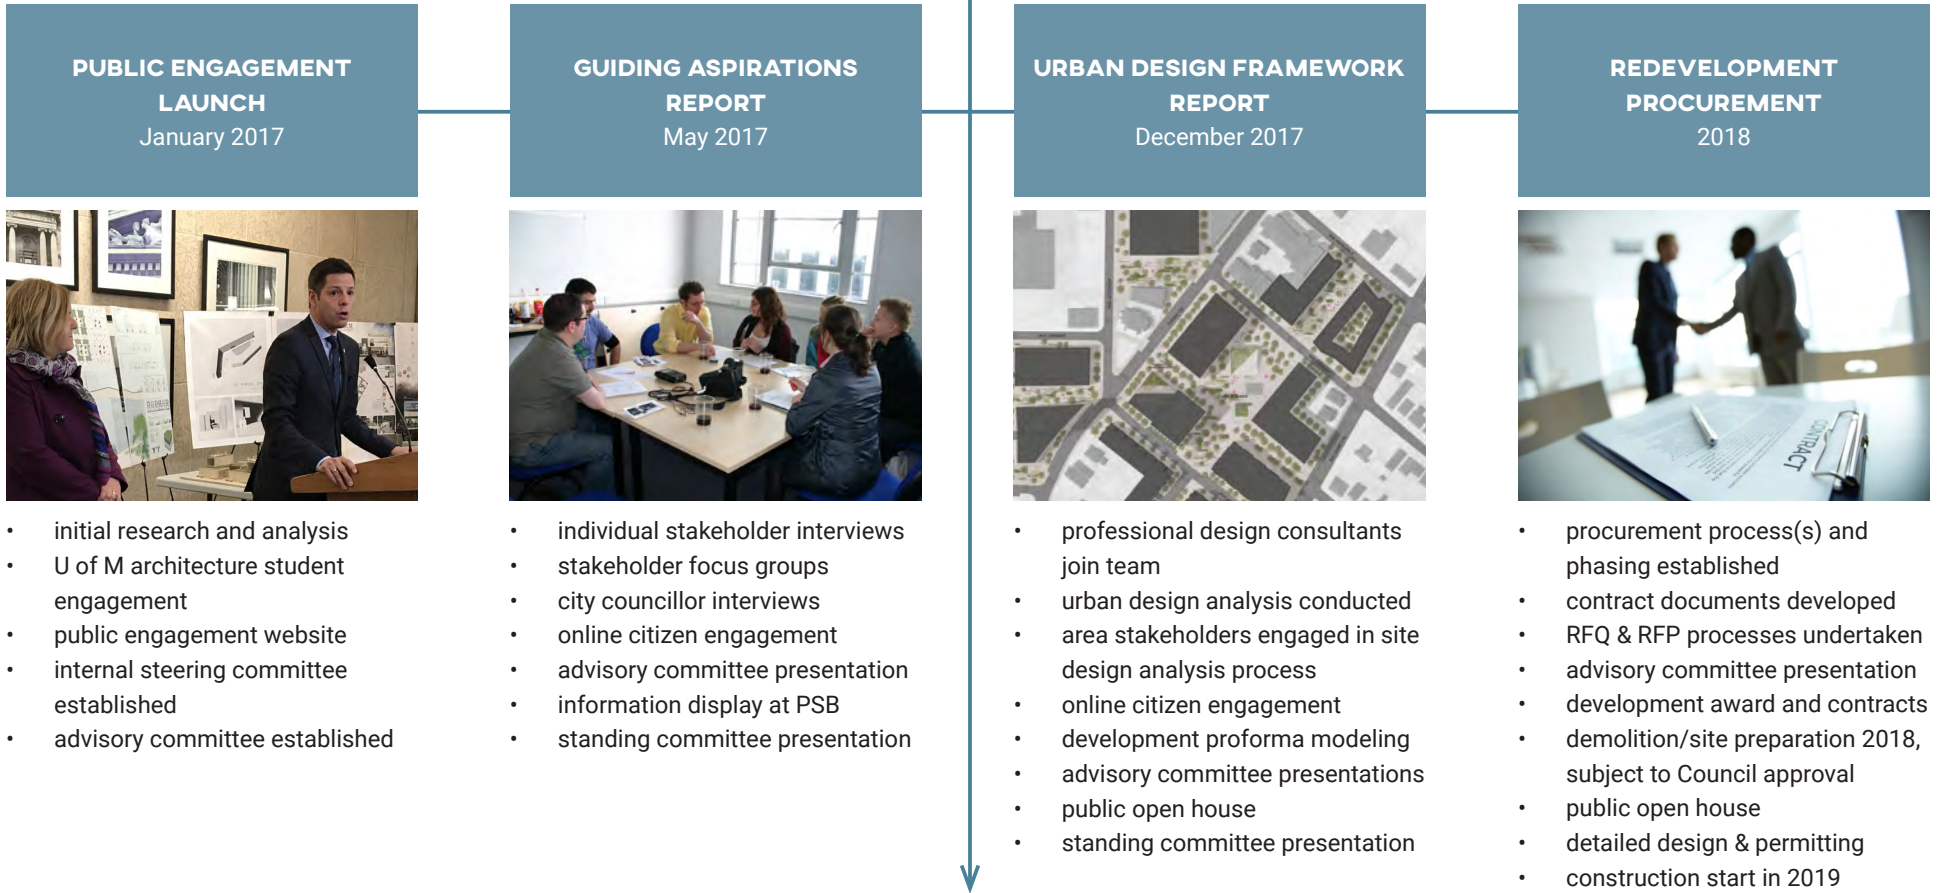 PUBLIC ENGAGEMENT
LAUNCH
January 2017
• initial research and analysis
• U of M architecture student
engagement
• public engagement website
• internal steering committee
established
• advisory committee established
GUIDING ASPIRATIONS
REPORT
May 2017
• individual stakeholder interviews
• stakeholder focus groups
• city councillor interviews
• online citizen engagement
• advisory committee presentation
• information display at PSB
• standing committee presentation
URBAN DESIGN FRAMEWORK
REPORT
December 2017
• professional design consultants
join team
• urban design analysis conducted
• area stakeholders engaged in site
design analysis process
• online citizen engagement
• development proforma modeling
• advisory committee presentations
• public open house
• standing committee presentation
REDEVELOPMENT
PROCUREMENT
2018
CONTRACT
• procurement process(s) and
phasing established
• contract documents developed
• RFQ & RFP processes undertaken
• advisory committee presentation
• development award and contracts
• demolition/site preparation 2018,
subject to Council approval
• public open house
• detailed design & permitting
• construction start in 2019